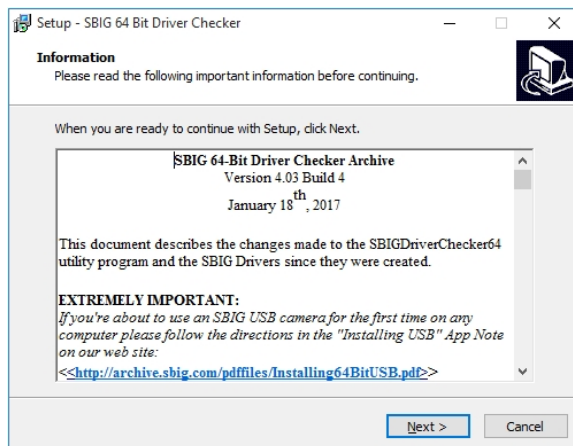 Setup - SBIG 64 Bit Driver Checker
Information
Please read the following important information before continuing.
When you are ready to continue with Setup, click Next.
SBIG 64-Bit Driver Checker Archive
Version 4.03 Build 4
January 18th, 2017
This document describes the changes made to the SBIGDriverChecker64
utility program and the SBIG Drivers since they were created.
EXTREMELY IMPORTANT:
If you're about to use an SBIG USB camera for the first time on any
computer please follow the directions in the "Installing USB" App Note
on our web site:
<<http://archive.sbig.com/pdffiles/Installing64BitUSB.pdf>>
Next >
Cancel